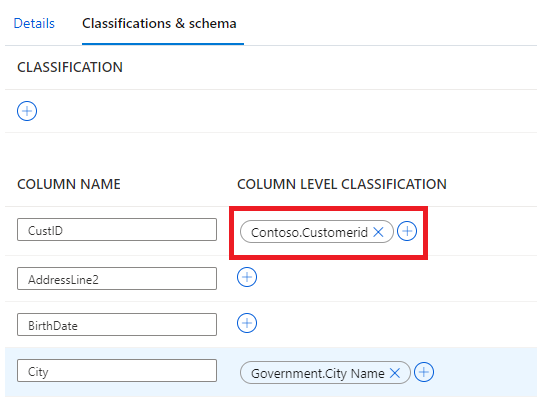 Details Classifications & schema
CLASSIFICATION
COLUMN NAME COLUMN LEVEL CLASSIFICATION
CustID Contoso.Customerid
AddressLine2
BirthDate
City Government.City Name